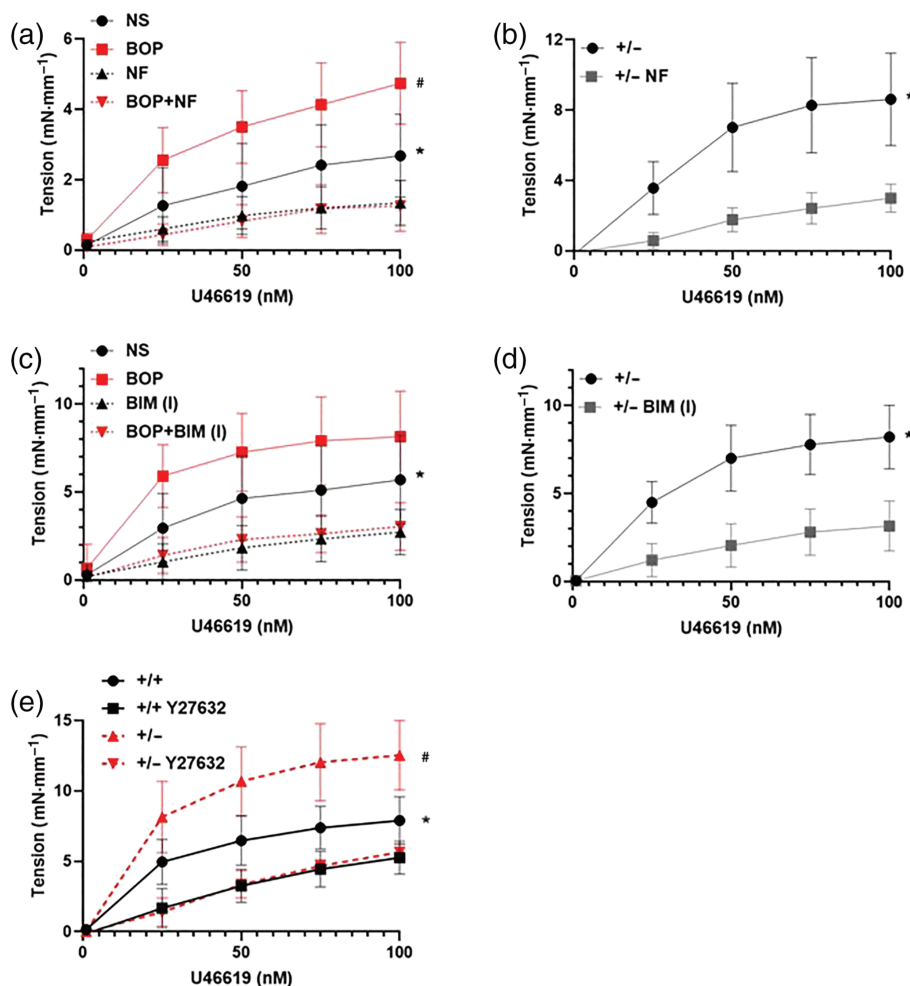 (a)
NS
BOP
NF
BOP+NF
Tension (mN·mm⁻¹)
6
4
2
0
#
*
0 50 100
U46619 (nM)
(b)
+/−
+/− NF
Tension (mN·mm⁻¹)
12
8
4
0
*
0 50 100
U46619 (nM)
(c)
NS
BOP
BIM (I)
BOP+BIM (I)
Tension (mN·mm⁻¹)
10
5
0
*
0 50 100
U46619 (nM)
(d)
+/−
+/− BIM (I)
Tension (mN·mm⁻¹)
10
5
0
*
0 50 100
U46619 (nM)
(e)
+/+
+/+ Y27632
+/−
+/− Y27632
Tension (mN·mm⁻¹)
15
10
5
0
#
*
0 50 100
U46619 (nM)